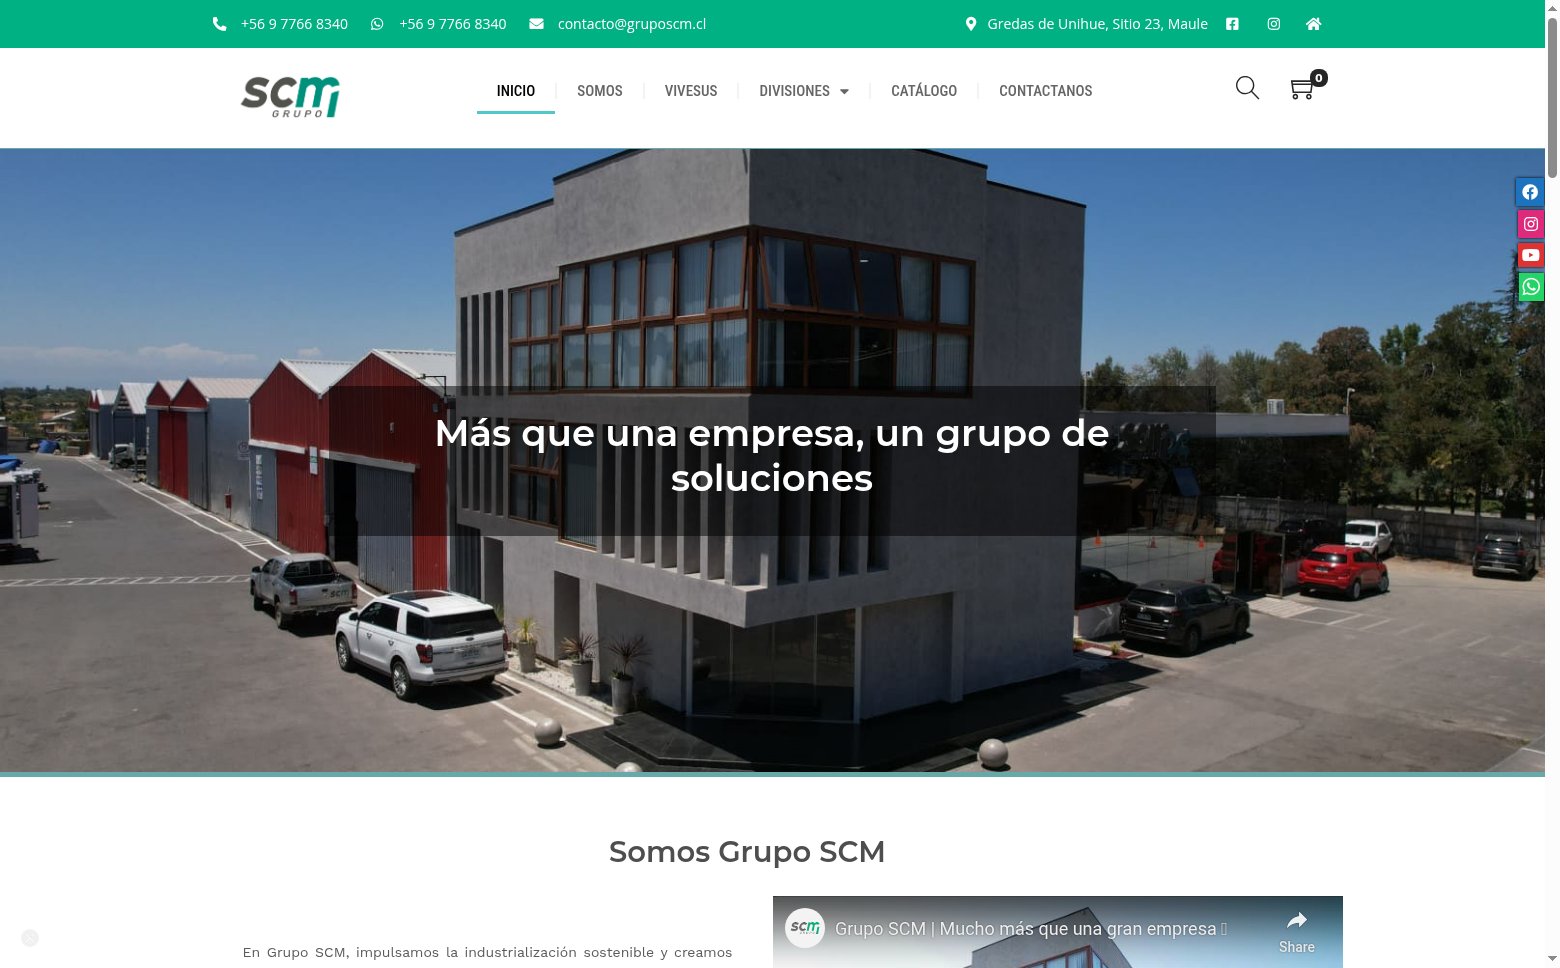 +56 9 7766 8340
+56 9 7766 8340
contacto@gruposcm.cl
Gredas de Unihue, Sitio 23, Maule
scm
GRUPO
INICIO
SOMOS
VIVESUS
DIVISIONES
CATÁLOGO
CONTACTANOS
0
Más que una empresa, un grupo de
soluciones
scm
Somos Grupo SCM
scm
Grupo SCM | Mucho más que una gran empresa
Share
En Grupo SCM, impulsamos la industrialización sostenible y creamos